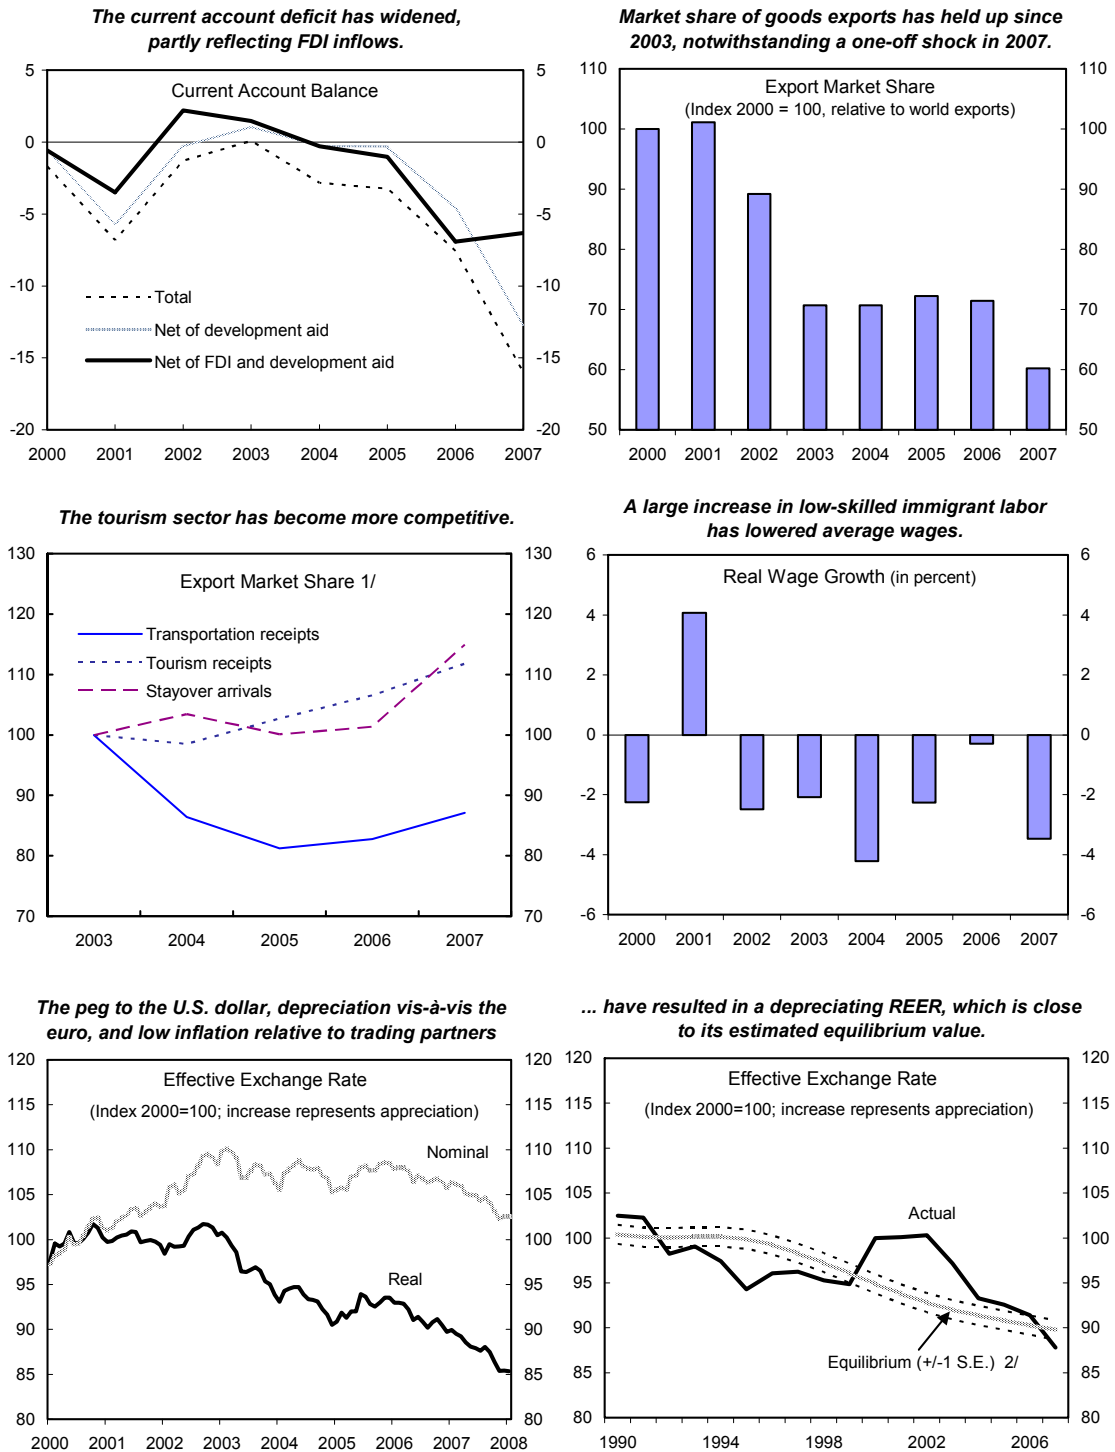 The current account deficit has widened,
partly reflecting FDI inflows.
5 5
Current Account Balance
0 0
-5 -5
-10 -10
Total
Net of development aid
-15 -15
Net of FDI and development aid
-20 -20
2000 2001 2002 2003 2004 2005 2006 2007
Market share of goods exports has held up since
2003, notwithstanding a one-off shock in 2007.
110 110
Export Market Share
(Index 2000 = 100, relative to world exports)
100 100
90 90
80 80
70 70
60 60
50 50
2000 2001 2002 2003 2004 2005 2006 2007
The tourism sector has become more competitive.
130 130
Export Market Share 1/
120 120
Transportation receipts
Tourism receipts
110 110
Stayover arrivals
100 100
90 90
80 80
70 70
2003 2004 2005 2006 2007
A large increase in low-skilled immigrant labor
has lowered average wages.
6 6
Real Wage Growth (in percent)
4 4
2 2
0 0
-2 -2
-4 -4
-6 -6
2000 2001 2002 2003 2004 2005 2006 2007
The peg to the U.S. dollar, depreciation vis-à-vis the
euro, and low inflation relative to trading partners
120 120
Effective Exchange Rate
115 115
(Index 2000=100; increase represents appreciation)
110 110
Nominal
105 105
100 100
95 95
Real
90 90
85 85
80 80
2000 2001 2002 2003 2004 2005 2006 2007 2008
... have resulted in a depreciating REER, which is close
to its estimated equilibrium value.
120 120
Effective Exchange Rate
115 115
(Index 2000=100; increase represents appreciation)
110 110
105 105
Actual
100 100
95 95
90 90
Equilibrium (+/-1 S.E.) 2/
85 85
80 80
1990 1994 1998 2002 2006